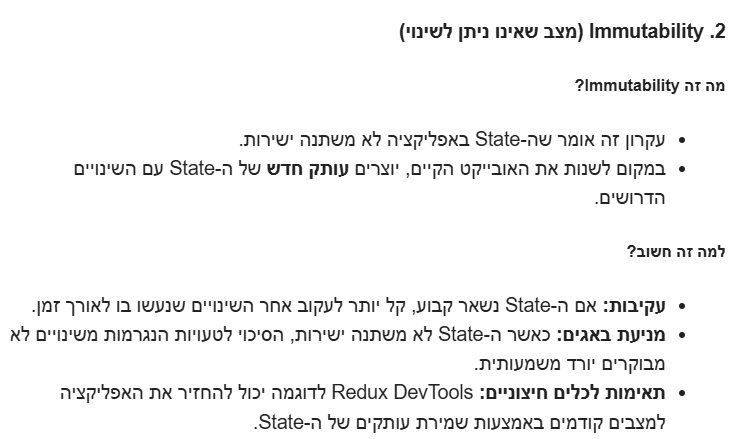 2. Immutability (מצב שאינו ניתן לשינוי)
מה זה Immutability?
• עקרון זה אומר שה-State באפליקציה לא משתנה ישירות.
• במקום לשנות את האובייקט הקיים, יוצרים עותק חדש של ה-State עם השינויים
הדרושים.
למה זה חשוב?
• עקיבות: אם ה-State נשאר קבוע, קל יותר לעקוב אחר השינויים שנעשו בו לאורך זמן.
• מניעת באגים: כאשר ה-State לא משתנה ישירות, הסיכוי לטעויות הנגרמות משינויים לא
מבוקרים יורד משמעותית.
• תאימות לכלים חיצוניים: Redux DevTools לדוגמה יכול להחזיר את האפליקציה
למצבים קודמים באמצעות שמירת עותקים של ה-State.